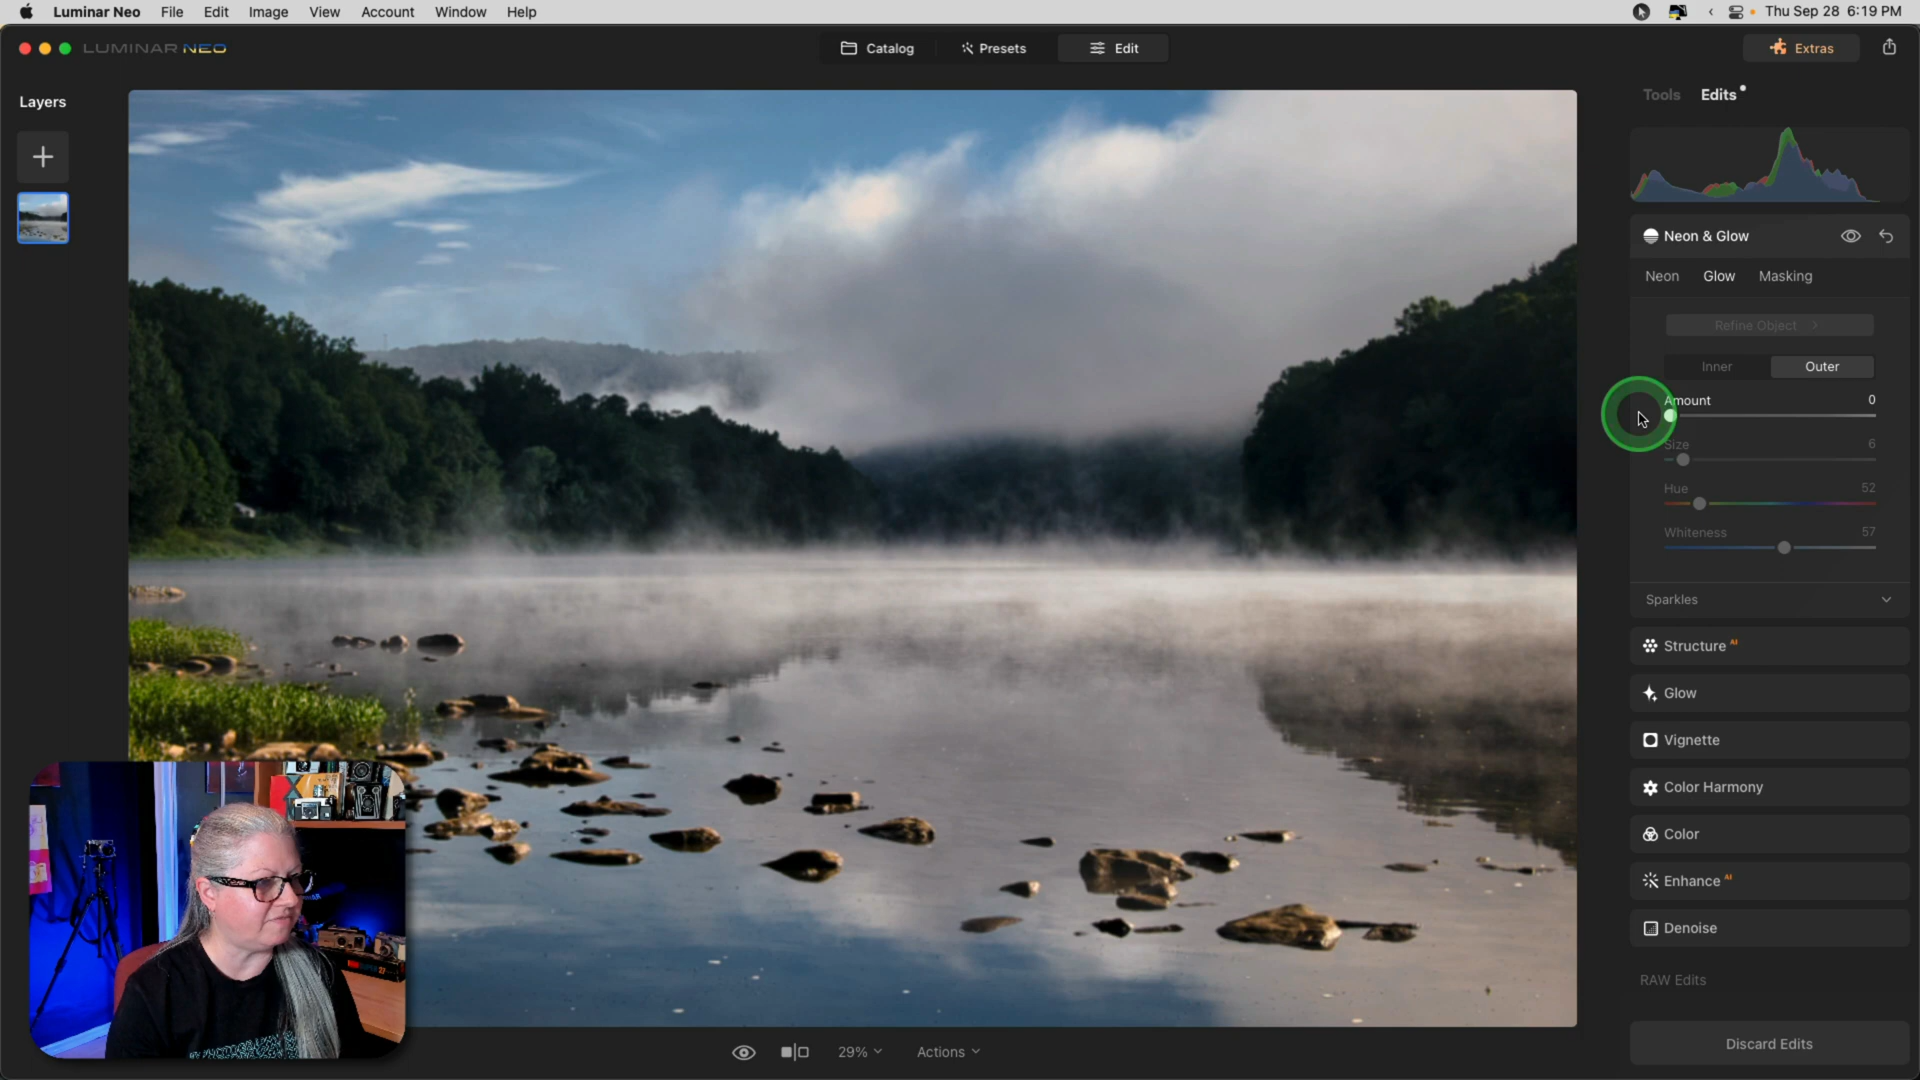 Luminar Neo File Edit Image View Account Window Help
Thu Sep 28 6:19 PM
LUMINAR NEO
Catalog Presets Edit
Extras
Layers
Tools Edits
Neon & Glow
Neon Glow Masking
Refine Object
Inner Outer
Amount 0
Size 6
Hue 52
Whiteness 57
Sparkles
Structure AI
Glow
Vignette
Color Harmony
Color
Enhance AI
Denoise
RAW Edits
29% Actions
Discard Edits